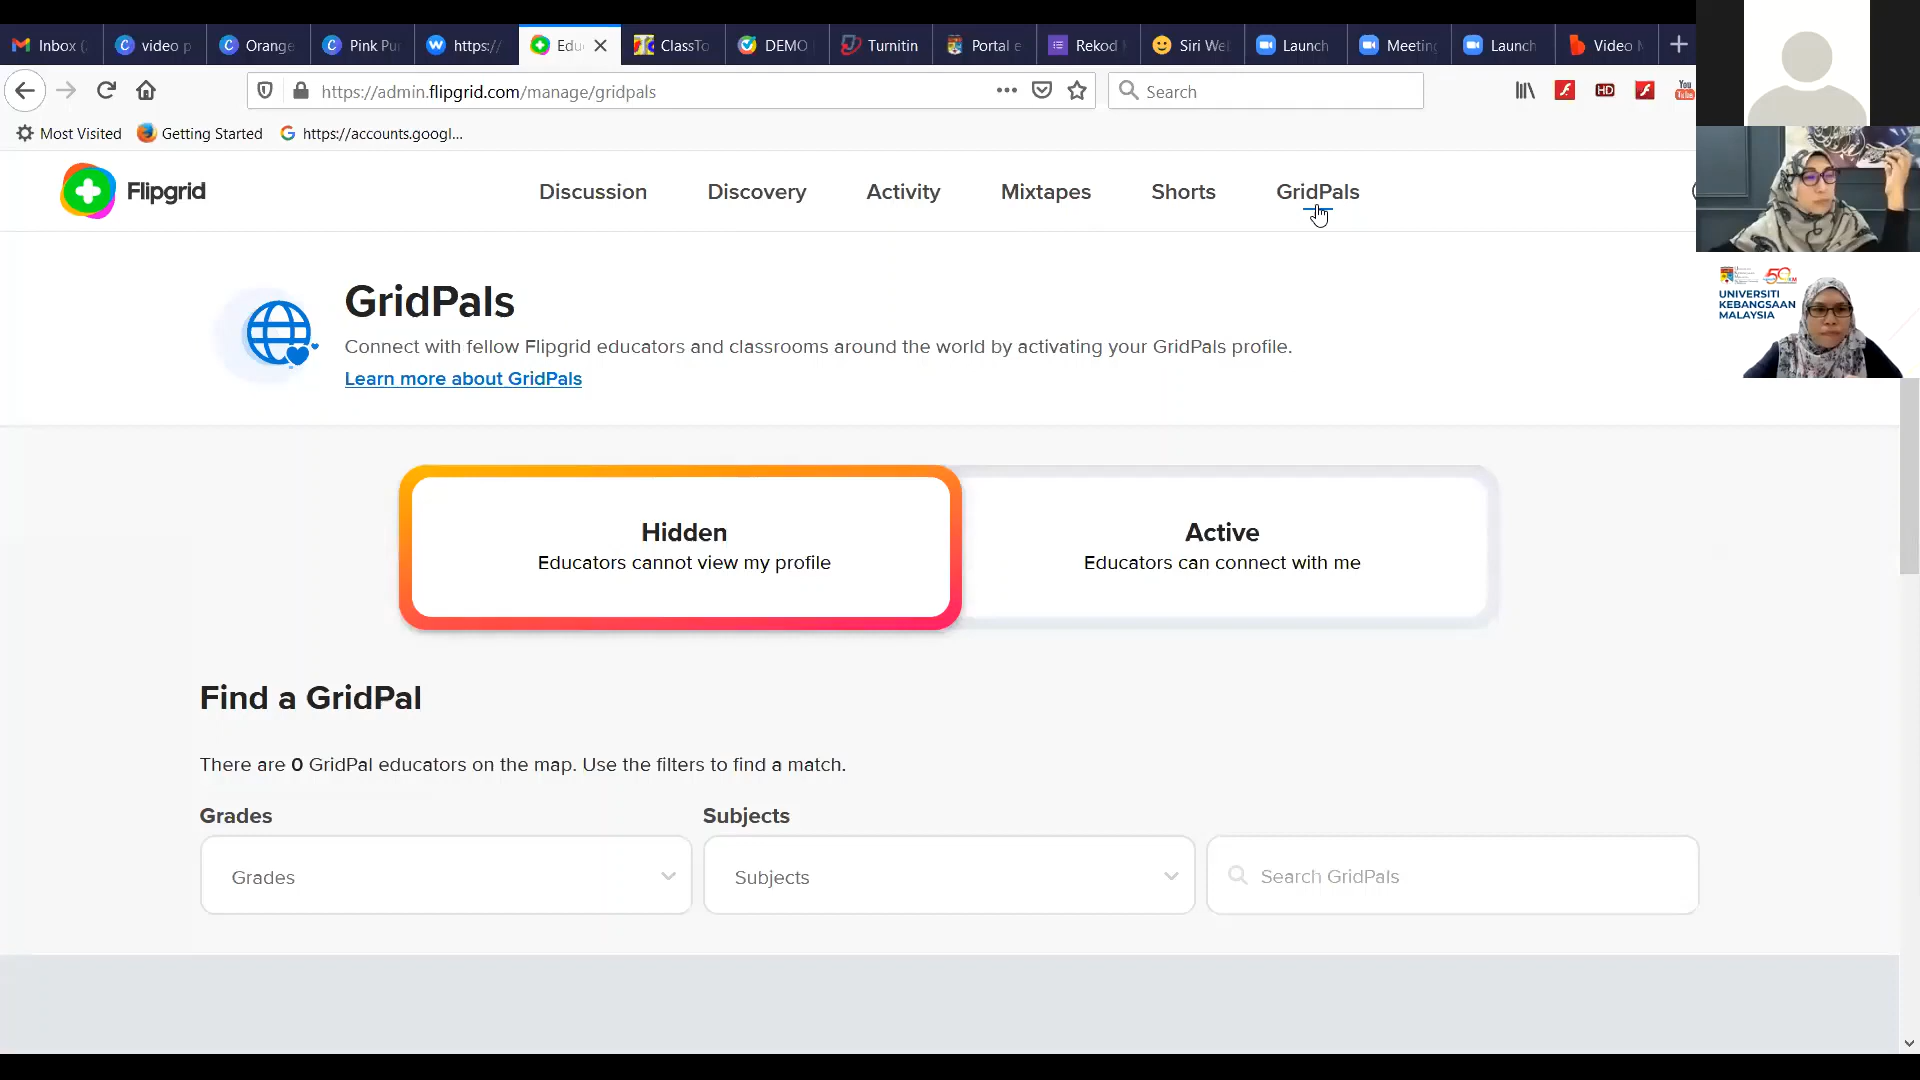 Inbox (
video p
Orange
Pink Pu
https://
Edu
ClassTo
DEMO
Turnitin
Portal e
Rekod
Siri We
Launch
Meeting
Launch
Video
https://admin.flipgrid.com/manage/gridpals
Search
HD
You
Most Visited
Getting Started
https://accounts.googl...
Flipgrid
Discussion
Discovery
Activity
Mixtapes
Shorts
GridPals
UNIVERSITI
KEBANGSAAN
MALAYSIA
50
GridPals
Connect with fellow Flipgrid educators and classrooms around the world by activating your GridPals profile.
Learn more about GridPals
Hidden
Educators cannot view my profile
Active
Educators can connect with me
Find a GridPal
There are 0 GridPal educators on the map. Use the filters to find a match.
Grades
Subjects
Grades
Subjects
Search GridPals